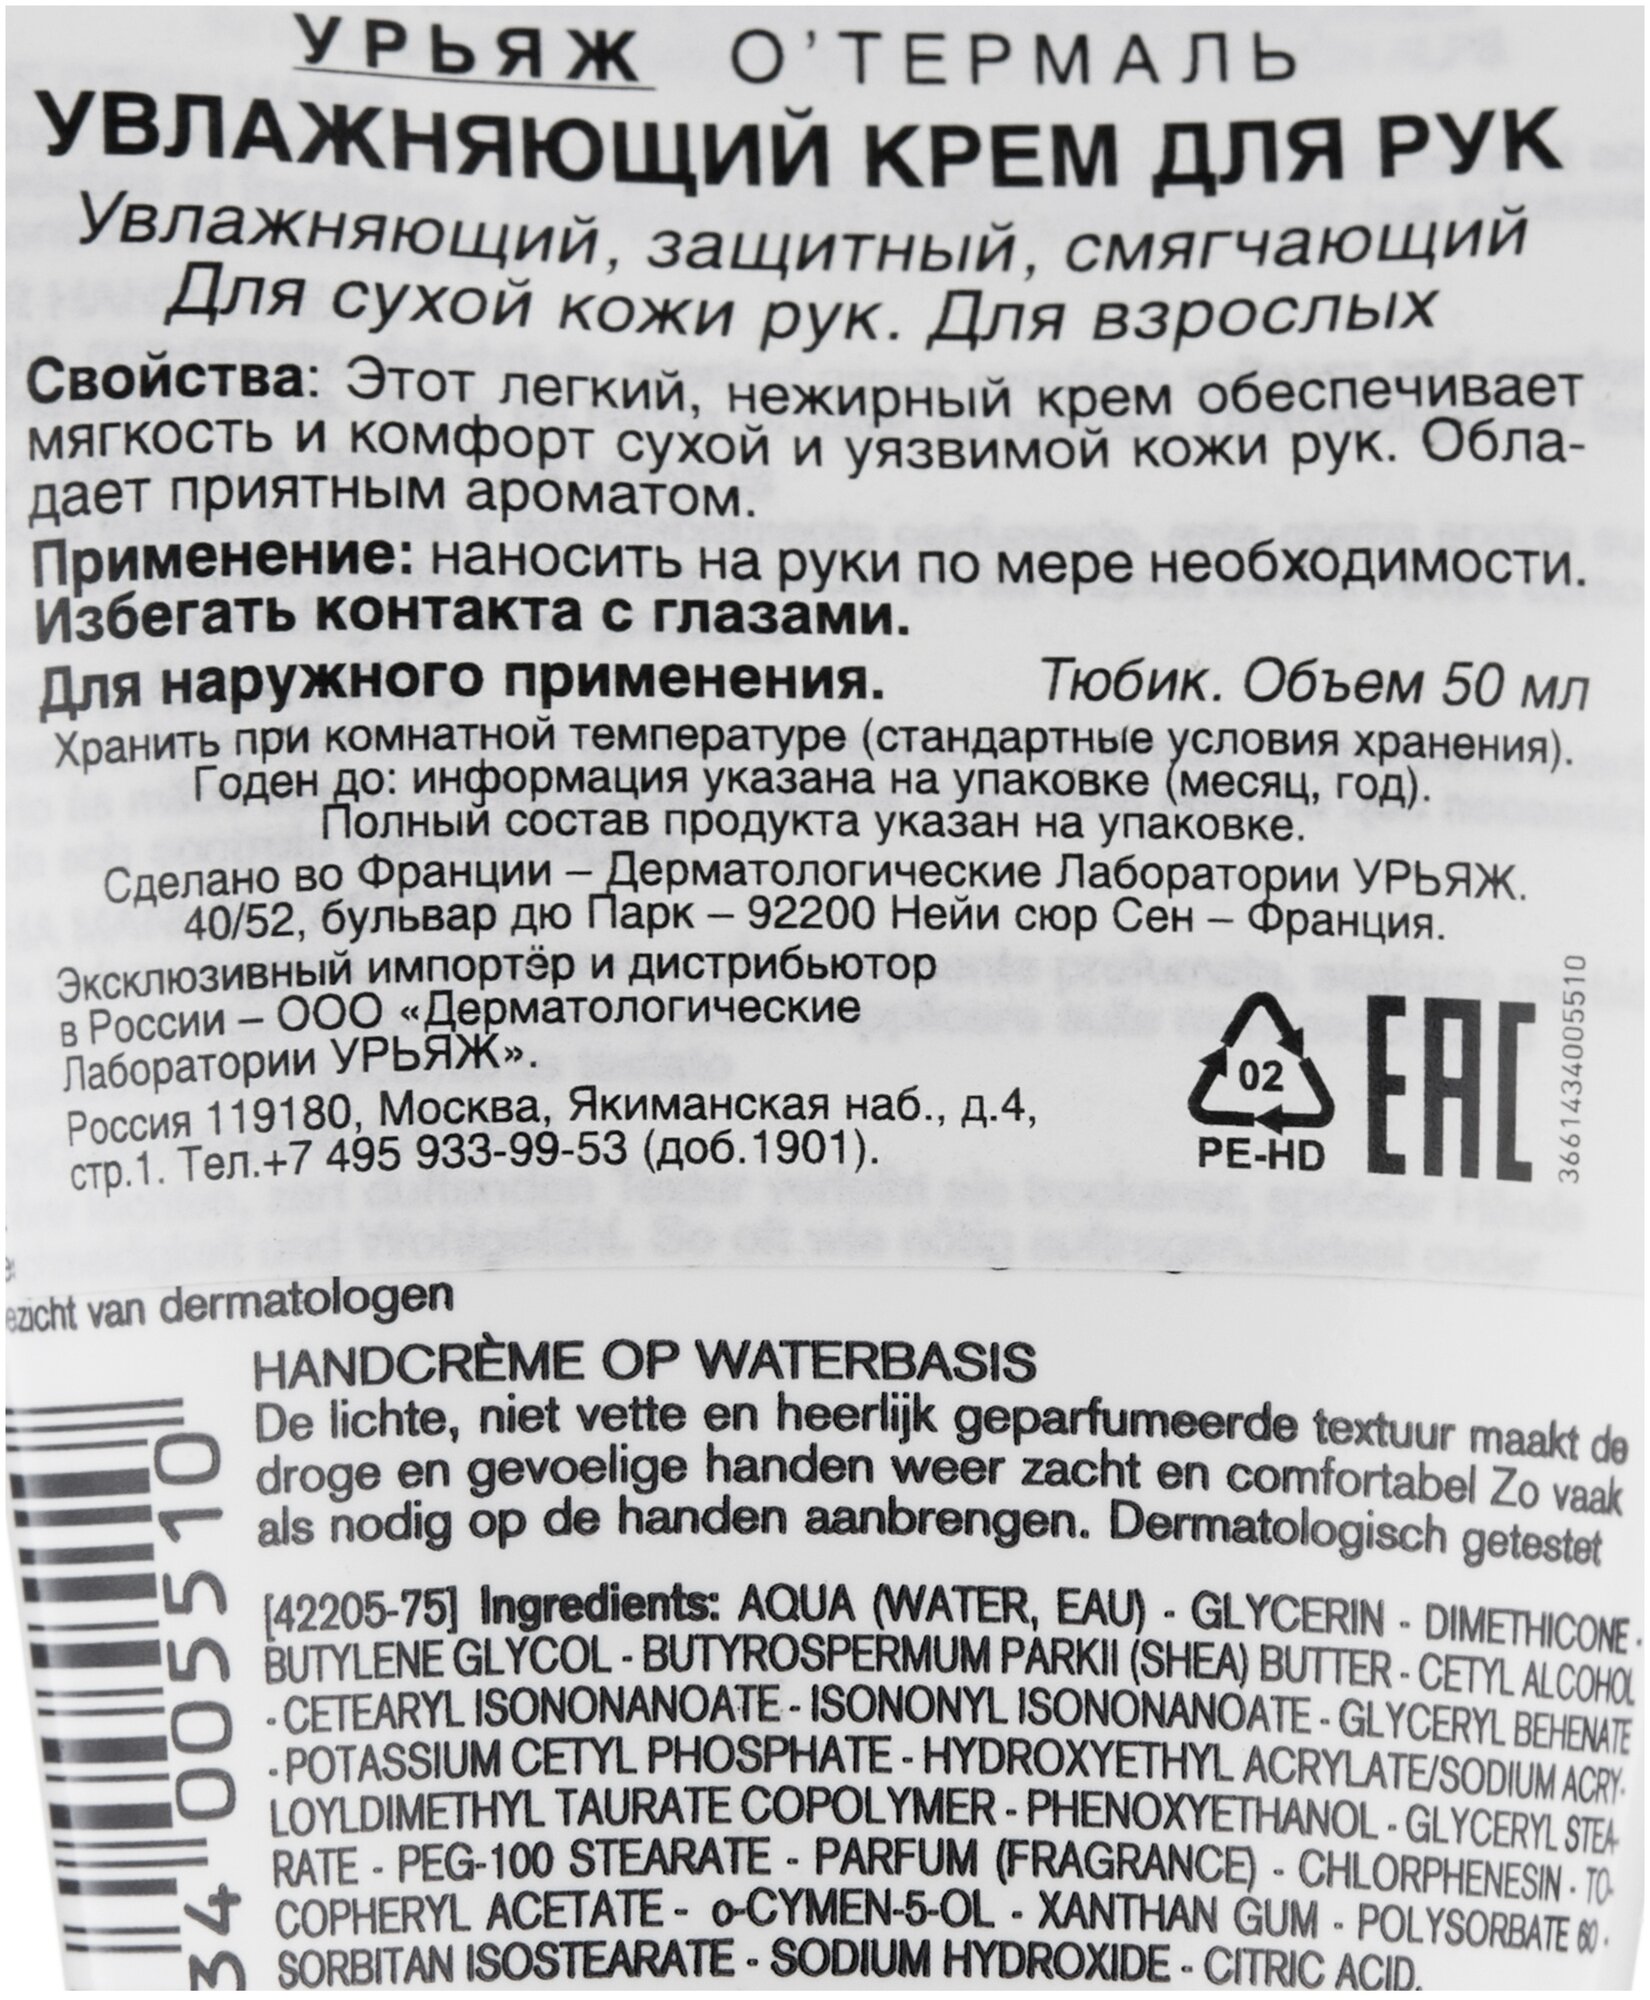 УРЬЯЖ О'ТЕРМАЛЬ
УВЛАЖНЯЮЩИЙ КРЕМ ДЛЯ РУК
Увлажняющий, защитный, смягчающий
Для сухой кожи рук. Для взрослых
Свойства: Этот легкий, нежирный крем обеспечивает
мягкость и комфорт сухой и уязвимой кожи рук. Обла-
дает приятным ароматом.
Применение: наносить на руки по мере необходимости.
Избегать контакта с глазами.
Для наружного применения. Тюбик. Объем 50 мл
Хранить при комнатной температуре (стандартные условия хранения).
Годен до: информация указана на упаковке (месяц, год).
Полный состав продукта указан на упаковке.
Сделано во Франции – Дерматологические Лаборатории УРЬЯЖ.
40/52, бульвар дю Парк – 92200 Нейи сюр Сен – Франция.
Эксклюзивный импортёр и дистрибьютор
в России – ООО «Дерматологические
Лаборатории УРЬЯЖ».
Россия 119180, Москва, Якиманская наб., д.4,
стр.1. Тел.+7 495 933-99-53 (доб.1901).
02
PE-HD
EAC
3661434005510
ezicht van dermatologen
HANDCRÈME OP WATERBASIS
De lichte, niet vette en heerlijk geparfumeerde textuur maakt de
droge en gevoelige handen weer zacht en comfortabel Zo vaak
als nodig op de handen aanbrengen. Dermatologisch getestet
[42205-75] Ingredients: AQUA (WATER, EAU) - GLYCERIN - DIMETHICONE -
BUTYLENE GLYCOL - BUTYROSPERMUM PARKII (SHEA) BUTTER - CETYL ALCOHOL
- CETEARYL ISONONANOATE - ISONONYL ISONONANOATE - GLYCERYL BEHENATE
- POTASSIUM CETYL PHOSPHATE - HYDROXYETHYL ACRYLATE/SODIUM ACRY-
LOYLDIMETHYL TAURATE COPOLYMER - PHENOXYETHANOL - GLYCERYL STEA-
RATE - PEG-100 STEARATE - PARFUM (FRAGRANCE) - CHLORPHENESIN - TO-
COPHERYL ACETATE - o-CYMEN-5-OL - XANTHAN GUM - POLYSORBATE 60 -
SORBITAN ISOSTEARATE - SODIUM HYDROXIDE - CITRIC ACID.
34 005510